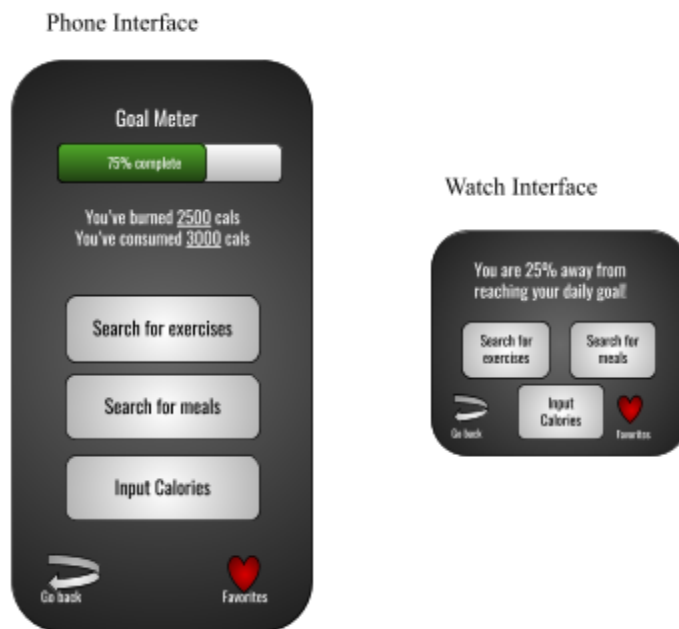 Phone Interface
Goal Meter
75% complete
You've burned 2500 cals
You've consumed 3000 cals
Search for exercises
Search for meals
Input Calories
Go back
Favorites
Watch Interface
You are 25% away from
reaching your daily goal!
Search for
exercises
Search for
meals
Input
Calories
Go back
Favorites